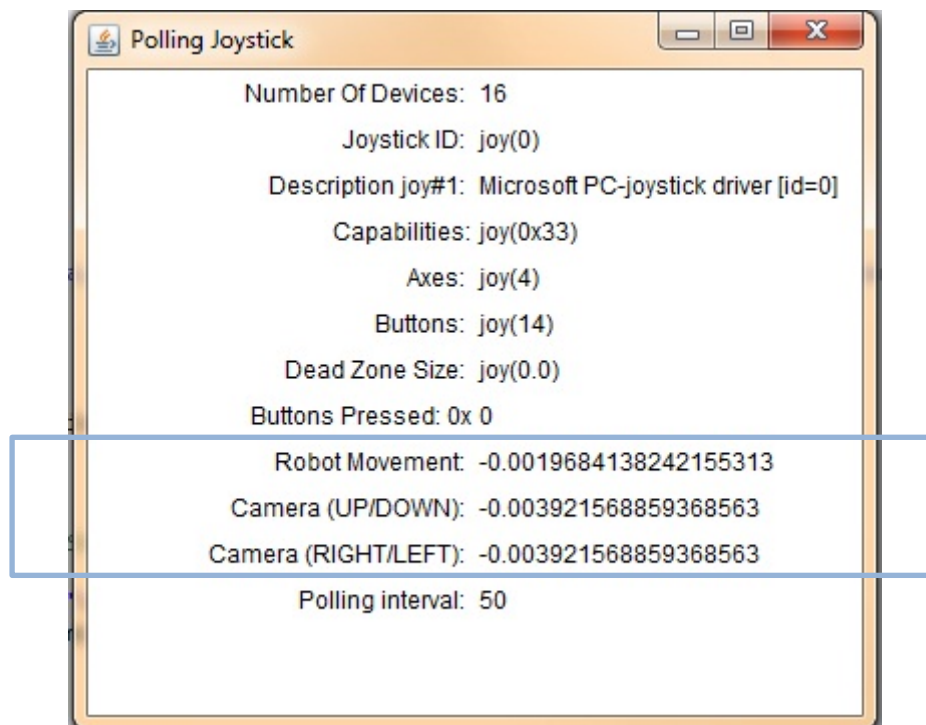 Polling Joystick
Number Of Devices: 16
Joystick ID: joy(0)
Description joy#1: Microsoft PC-joystick driver [id=0]
Capabilities: joy(0x33)
Axes: joy(4)
Buttons: joy(14)
Dead Zone Size: joy(0.0)
Buttons Pressed: 0x 0
Robot Movement: -0.0019684138242155313
Camera (UP/DOWN): -0.003921568859368563
Camera (RIGHT/LEFT): -0.003921568859368563
Polling interval: 50